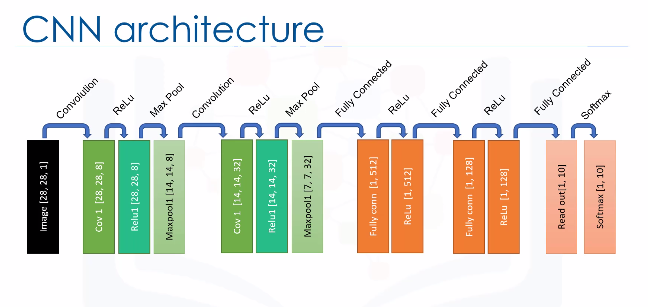 CNN architecture
Convolution
ReLu
Max Pool
Convolution
ReLu
Max Pool
Fully Connected
ReLu
Fully Connected
ReLu
Fully Connected
Softmax
Image [28, 28, 1]
Cov 1 [28, 28, 8]
Relu1 [28, 28, 8]
Maxpool1 [14, 14, 8]
Cov 1 [14, 14, 32]
Relu1 [14, 14, 32]
Maxpool1 [7, 7, 32]
Fully conn [1, 512]
ReLu [1, 512]
Fully conn [1, 128]
ReLu [1, 128]
Read out[1, 10]
Softmax [1, 10]